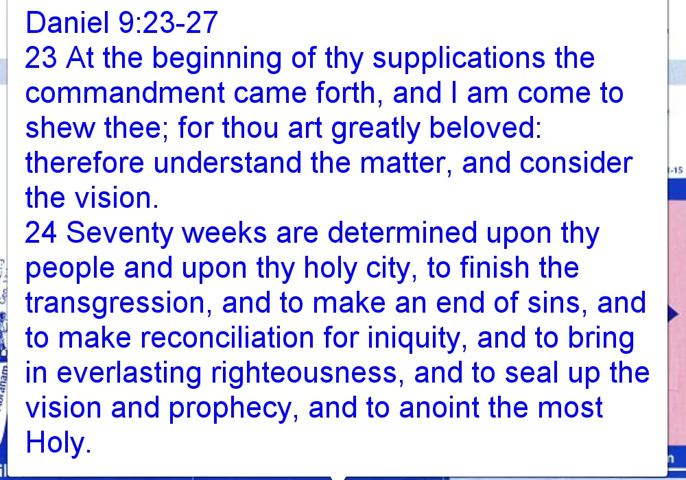 Daniel 9:23-27
23 At the beginning of thy supplications the
commandment came forth, and I am come to
shew thee; for thou art greatly beloved:
therefore understand the matter, and consider
the vision.
24 Seventy weeks are determined upon thy
people and upon thy holy city, to finish the
transgression, and to make an end of sins, and
to make reconciliation for iniquity, and to bring
in everlasting righteousness, and to seal up the
vision and prophecy, and to anoint the most
Holy.